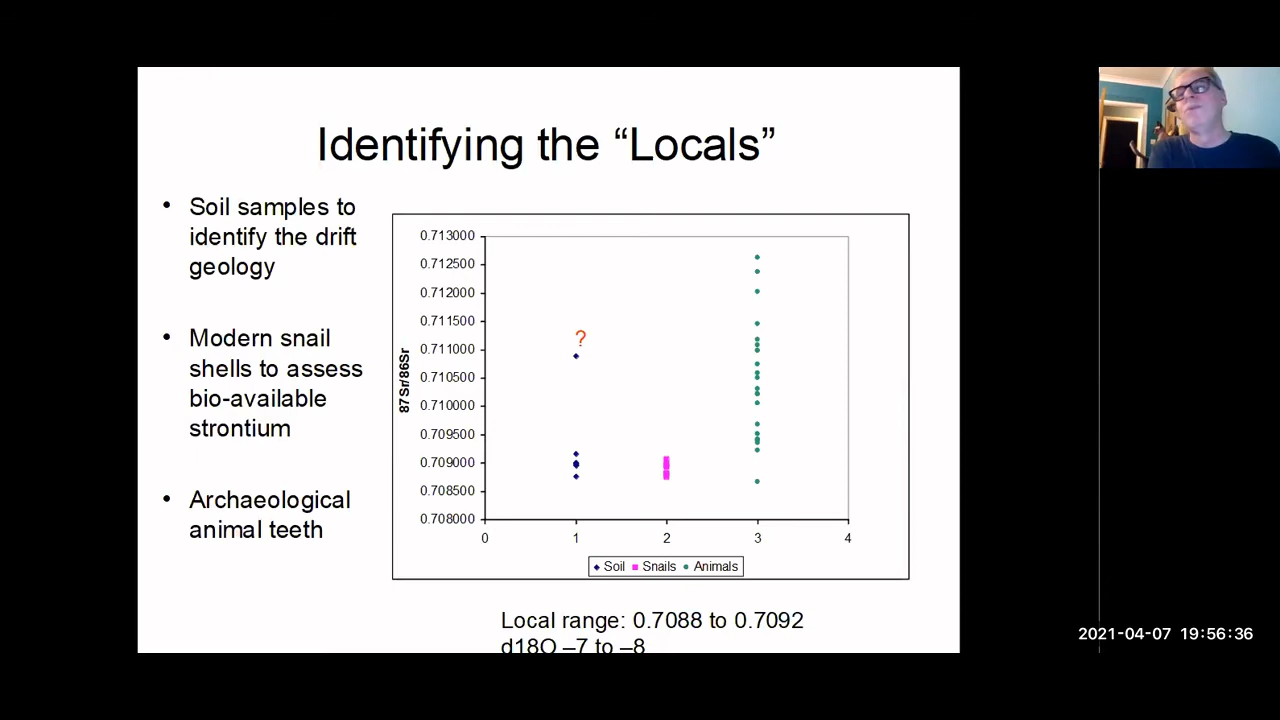 Identifying the “Locals”
• Soil samples to
identify the drift
geology
• Modern snail
shells to assess
bio-available
strontium
• Archaeological
animal teeth
87Sr/86Sr
0.713000
0.712500
0.712000
0.711500
0.711000
0.710500
0.710000
0.709500
0.709000
0.708500
0.708000
?
0 1 2 3 4
Soil Snails Animals
Local range: 0.7088 to 0.7092
d18O –7 to –8
2021-04-07 19:56:36